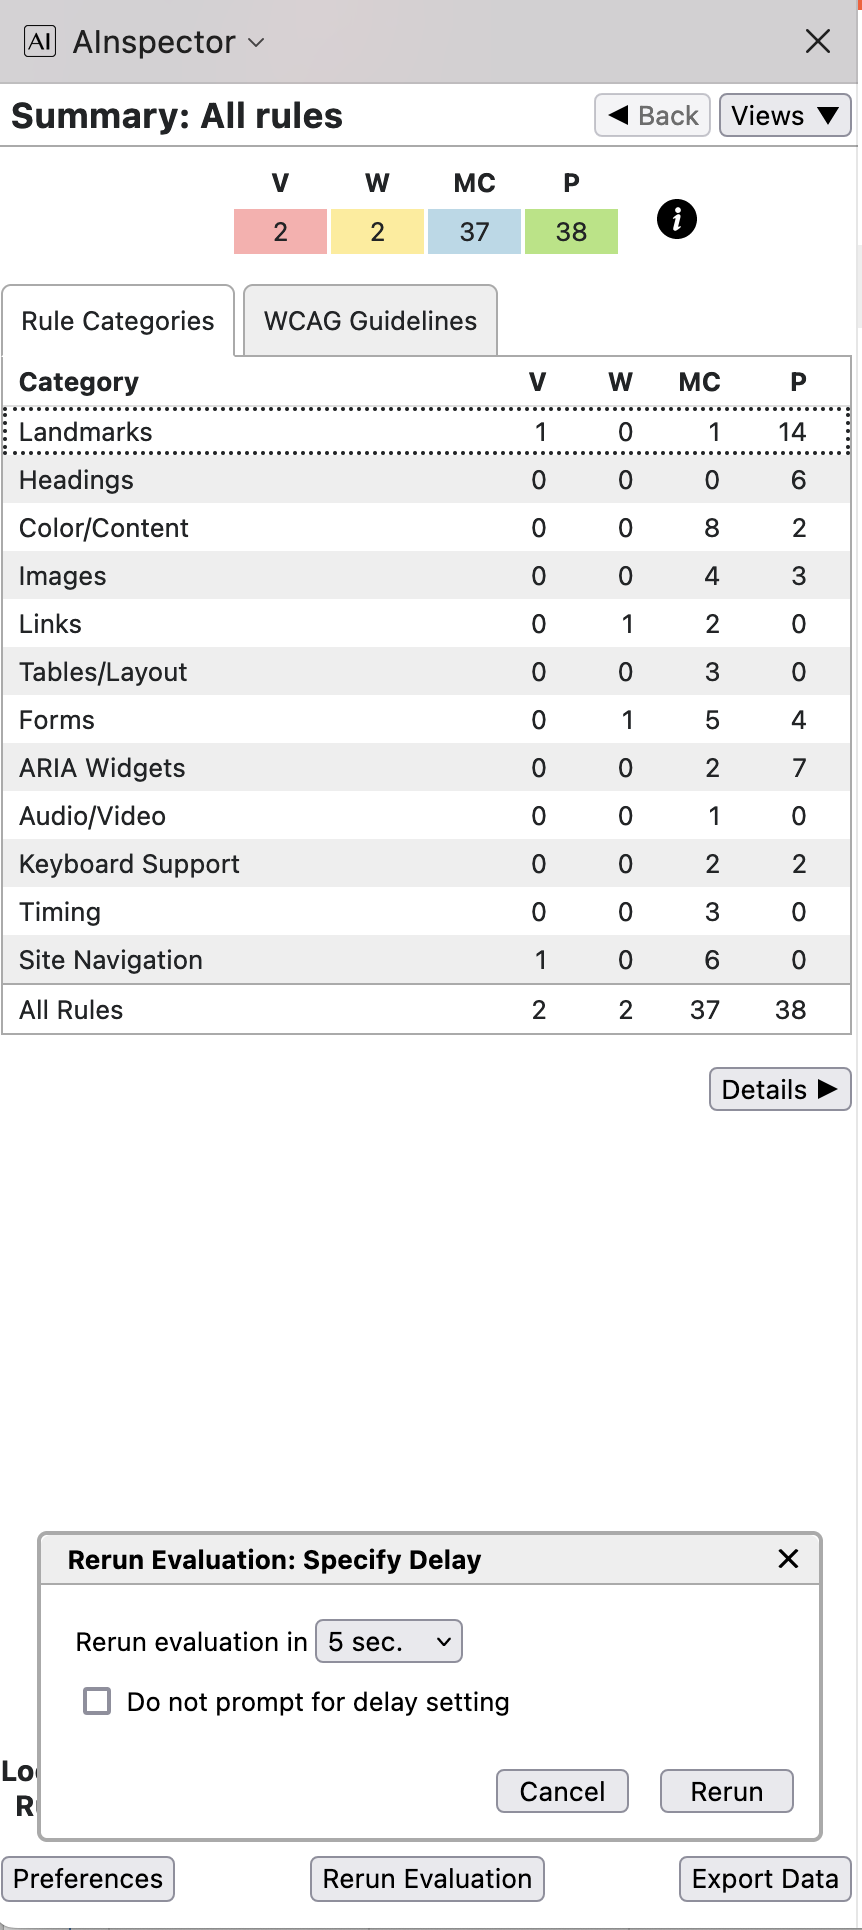 AI AInspector
Summary: All rules ◀ Back Views ▼
V W MC P
2 2 37 38 i
Rule Categories WCAG Guidelines
Category V W MC P
Landmarks 1 0 1 14
Headings 0 0 0 6
Color/Content 0 0 8 2
Images 0 0 4 3
Links 0 1 2 0
Tables/Layout 0 0 3 0
Forms 0 1 5 4
ARIA Widgets 0 0 2 7
Audio/Video 0 0 1 0
Keyboard Support 0 0 2 2
Timing 0 0 3 0
Site Navigation 1 0 6 0
All Rules 2 2 37 38
Details ▶
Rerun Evaluation: Specify Delay
Rerun evaluation in 5 sec.
Do not prompt for delay setting
Cancel Rerun
Preferences Rerun Evaluation Export Data